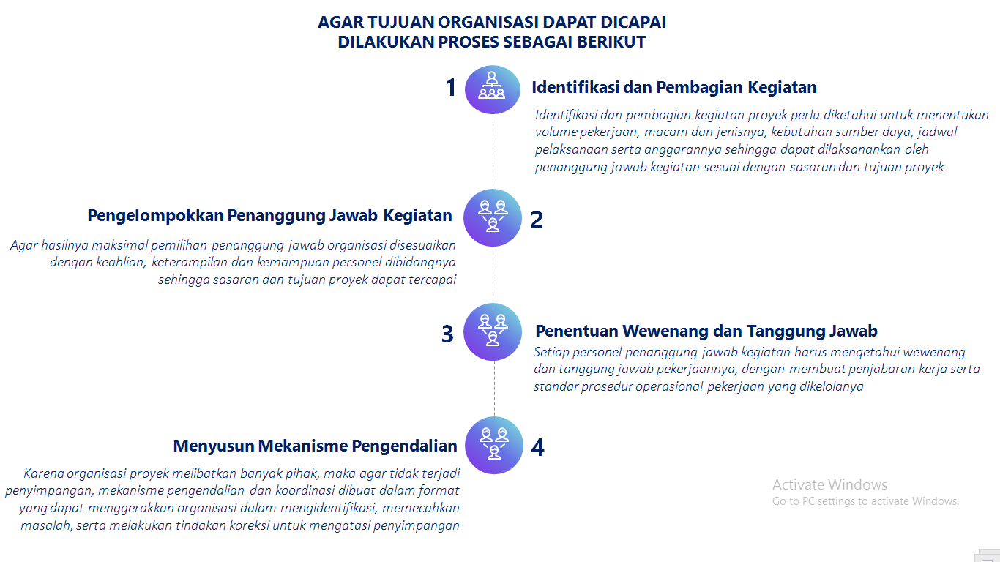 AGAR TUJUAN ORGANISASI DAPAT DICAPAI
DILAKUKAN PROSES SEBAGAI BERIKUT
1
Identifikasi dan Pembagian Kegiatan
Identifikasi dan pembagian kegiatan proyek perlu diketahui untuk menentukan
volume pekerjaan, macam dan jenisnya, kebutuhan sumber daya, jadwal
pelaksanaan serta anggarannya sehingga dapat dilaksanankan oleh
penanggung jawab kegiatan sesuai dengan sasaran dan tujuan proyek
Pengelompokkan Penanggung Jawab Kegiatan
2
Agar hasilnya maksimal pemilihan penanggung jawab organisasi disesuaikan
dengan keahlian, keterampilan dan kemampuan personel dibidangnya
sehingga sasaran dan tujuan proyek dapat tercapai
3
Penentuan Wewenang dan Tanggung Jawab
Setiap personel penanggung jawab kegiatan harus mengetahui wewenang
dan tanggung jawab pekerjaannya, dengan membuat penjabaran kerja serta
standar prosedur operasional pekerjaan yang dikelolanya
Menyusun Mekanisme Pengendalian
4
Karena organisasi proyek melibatkan banyak pihak, maka agar tidak terjadi
penyimpangan, mekanisme pengendalian dan koordinasi dibuat dalam format
yang dapat menggerakkan organisasi dalam mengidentifikasi, memecahkan
masalah, serta melakukan tindakan koreksi untuk mengatasi penyimpangan
Activate Windows
Go to PC settings to activate Windows.